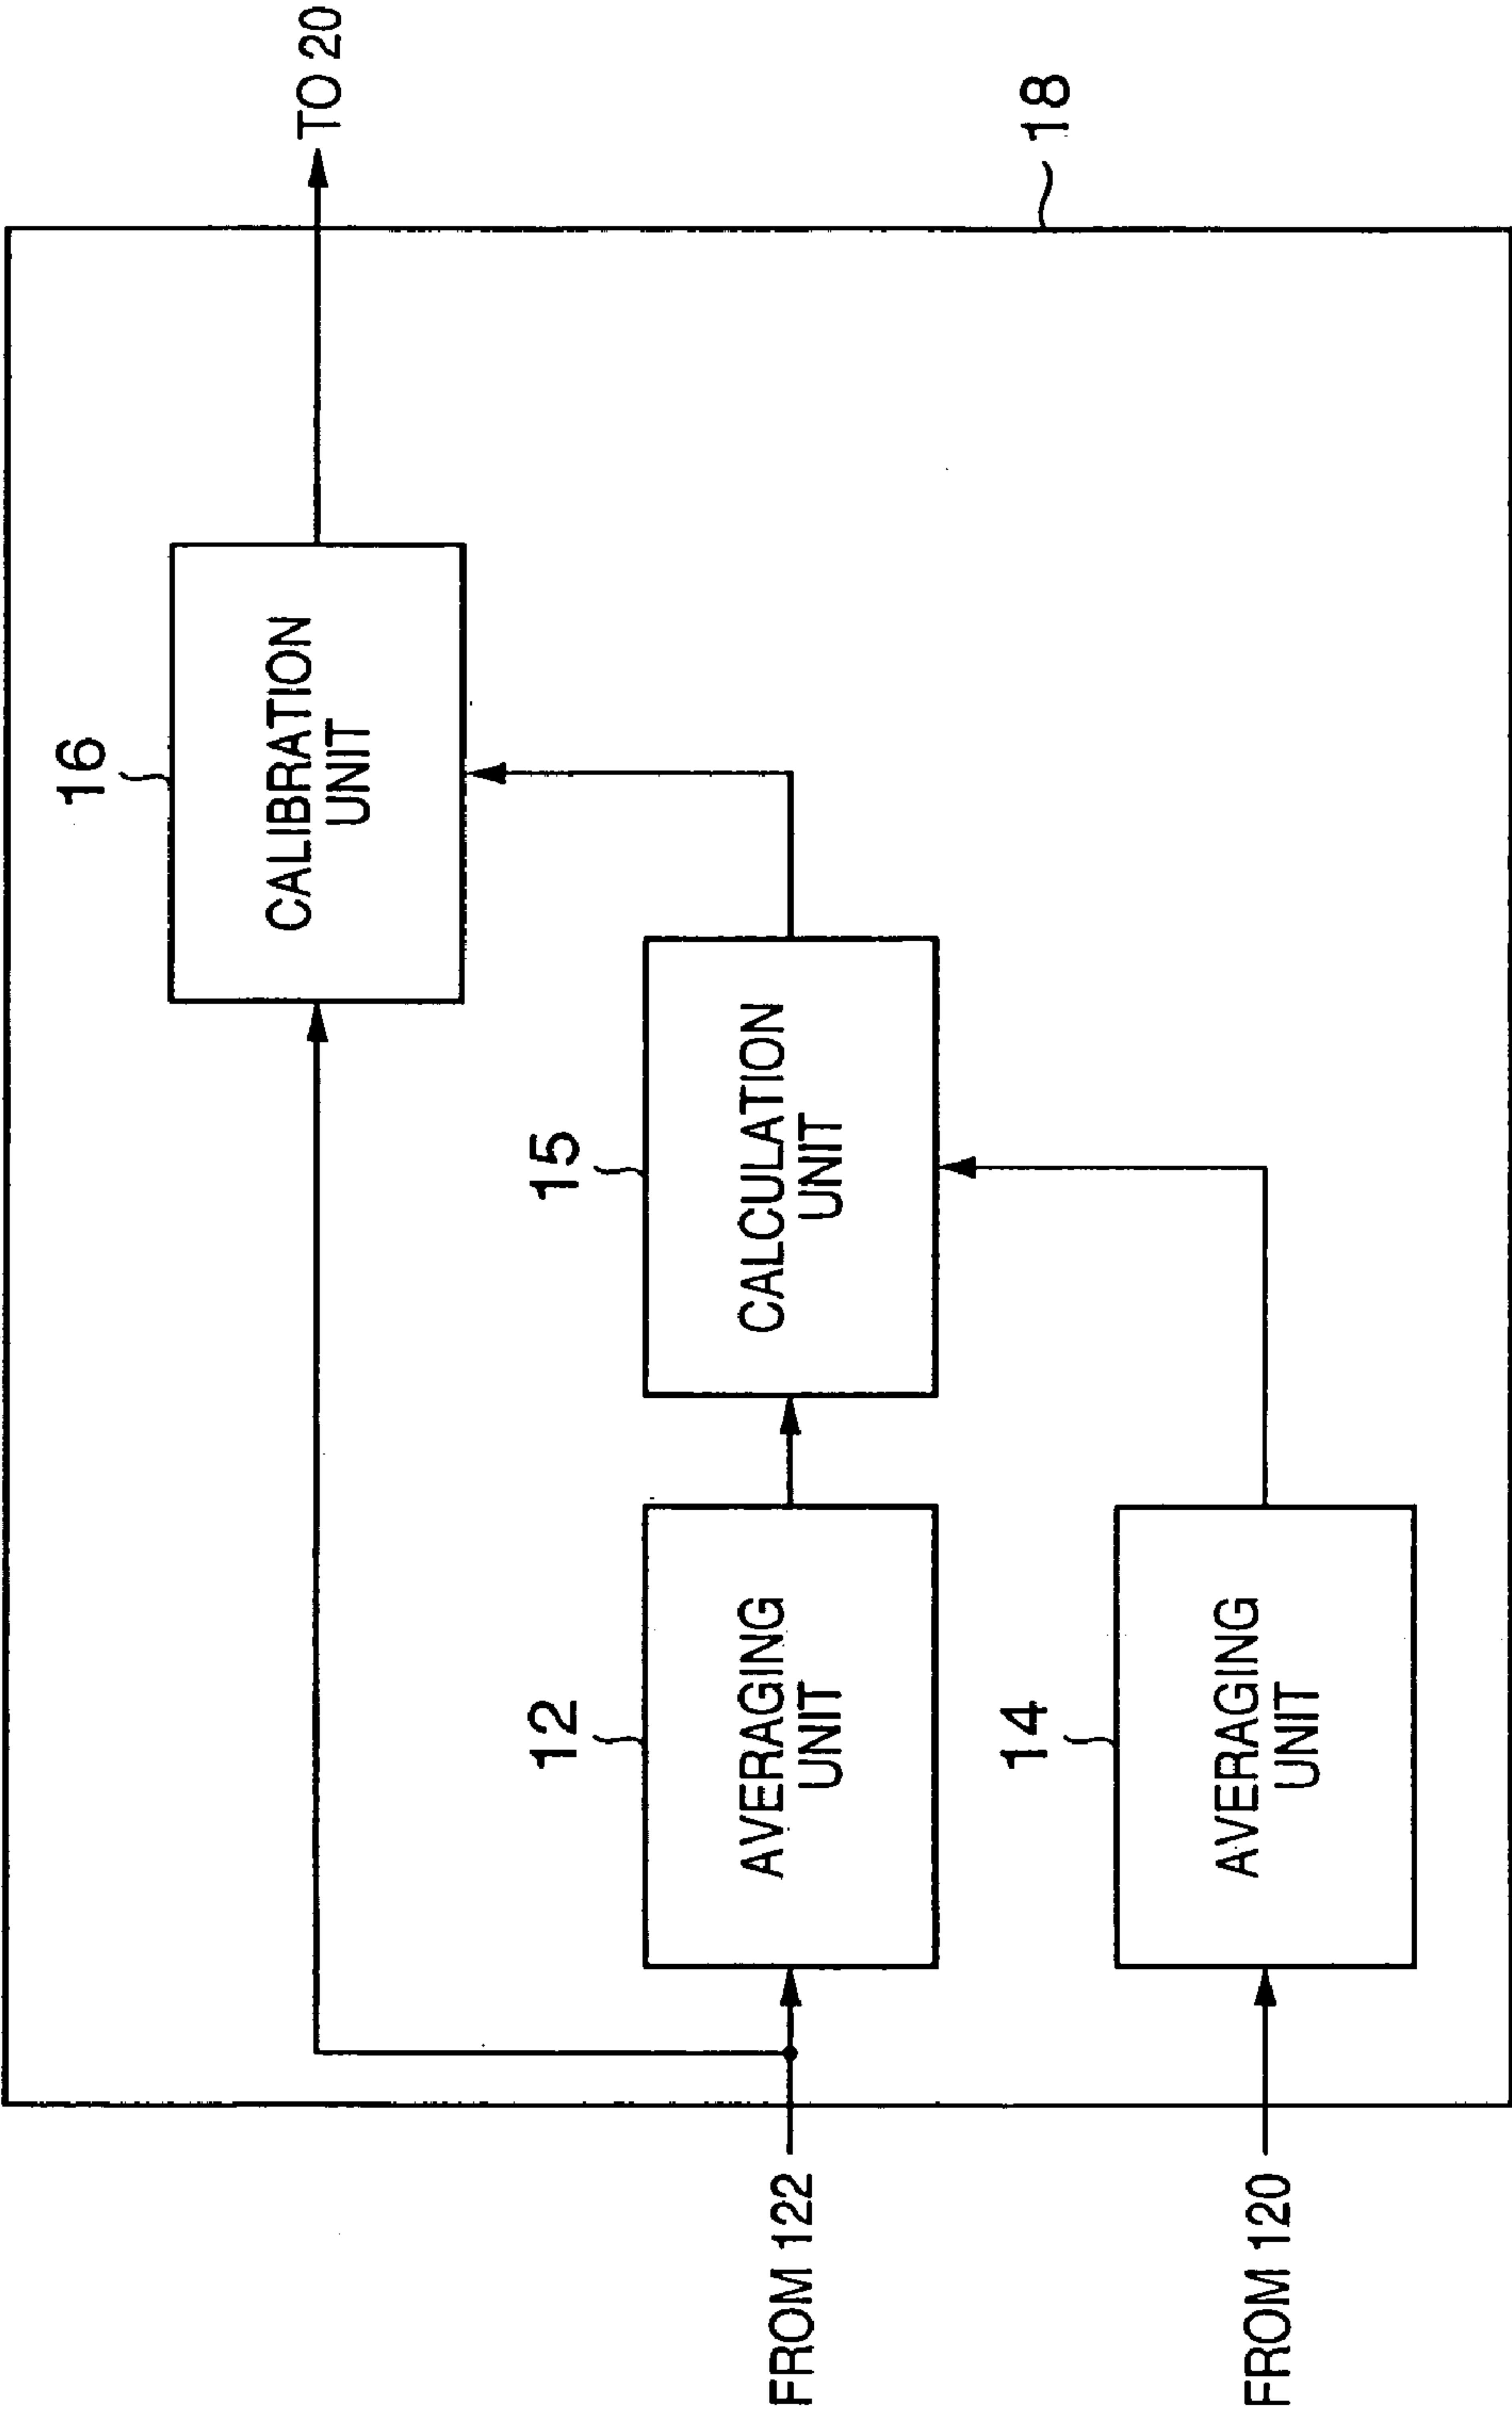 TO 20
18
16
CALIBRATION
UNIT
15
CALCULATION
UNIT
12
AVERAGING
UNIT
14
AVERAGING
UNIT
FROM 122
FROM 120